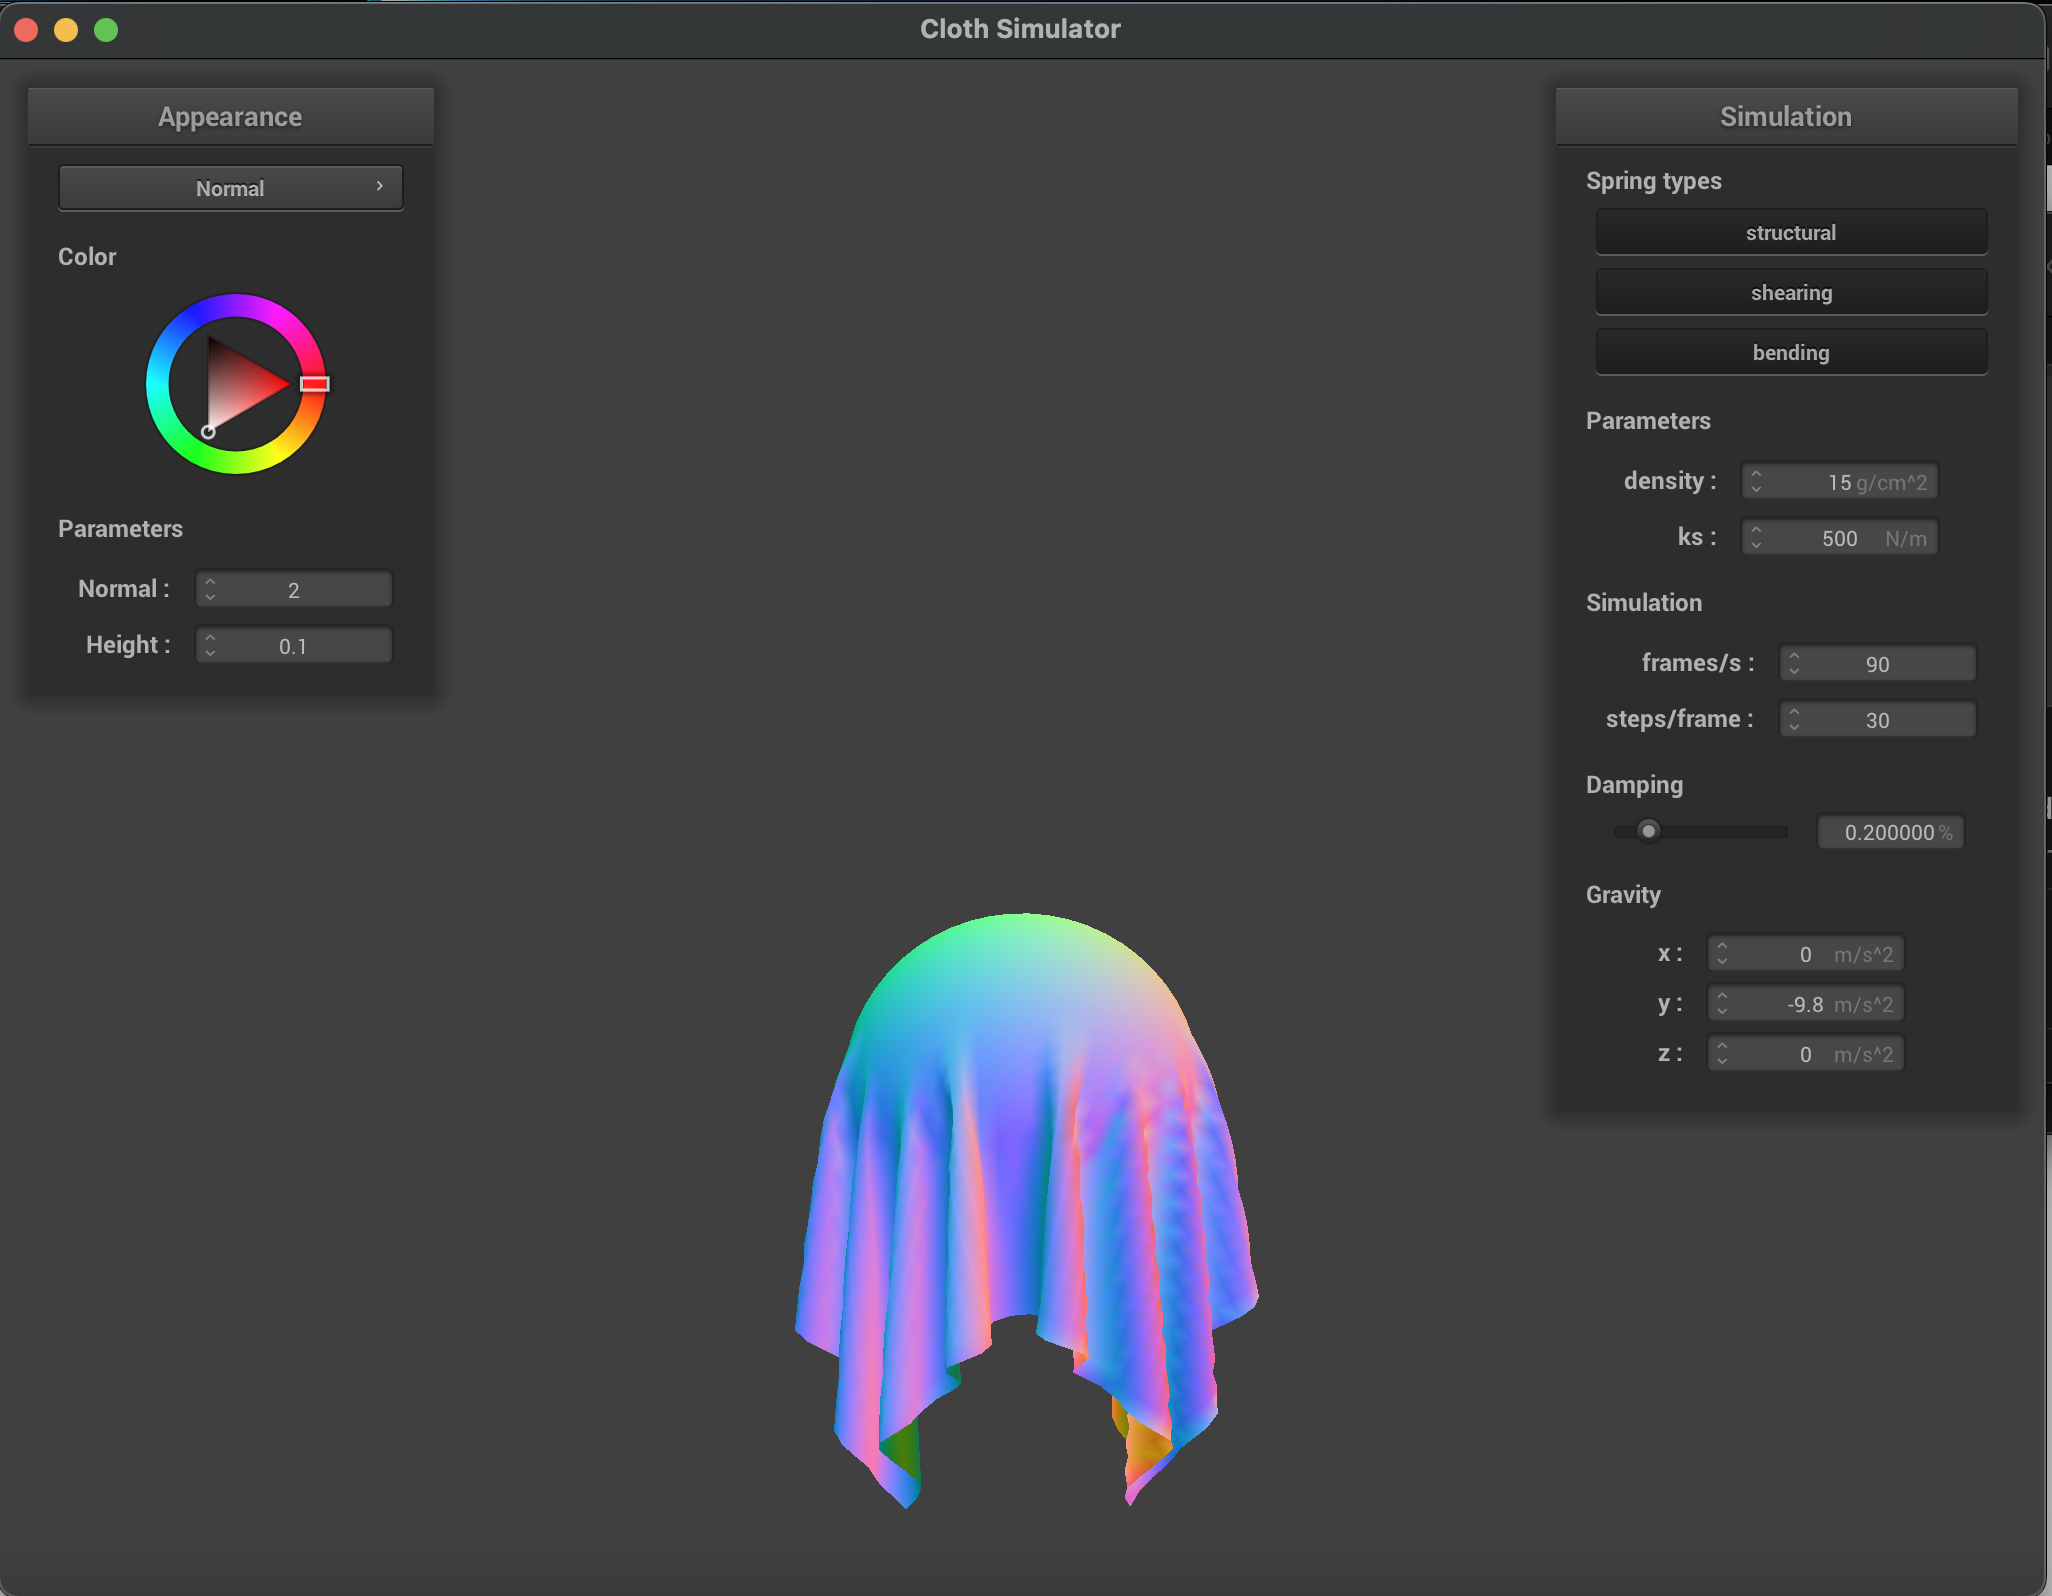 Cloth Simulator
Appearance
Normal
Color
Parameters
Normal : 2
Height : 0.1
Simulation
Spring types
structural
shearing
bending
Parameters
density : 15 g/cm^2
ks : 500 N/m
Simulation
frames/s : 90
steps/frame : 30
Damping
0.200000 %
Gravity
x : 0 m/s^2
y : -9.8 m/s^2
z : 0 m/s^2